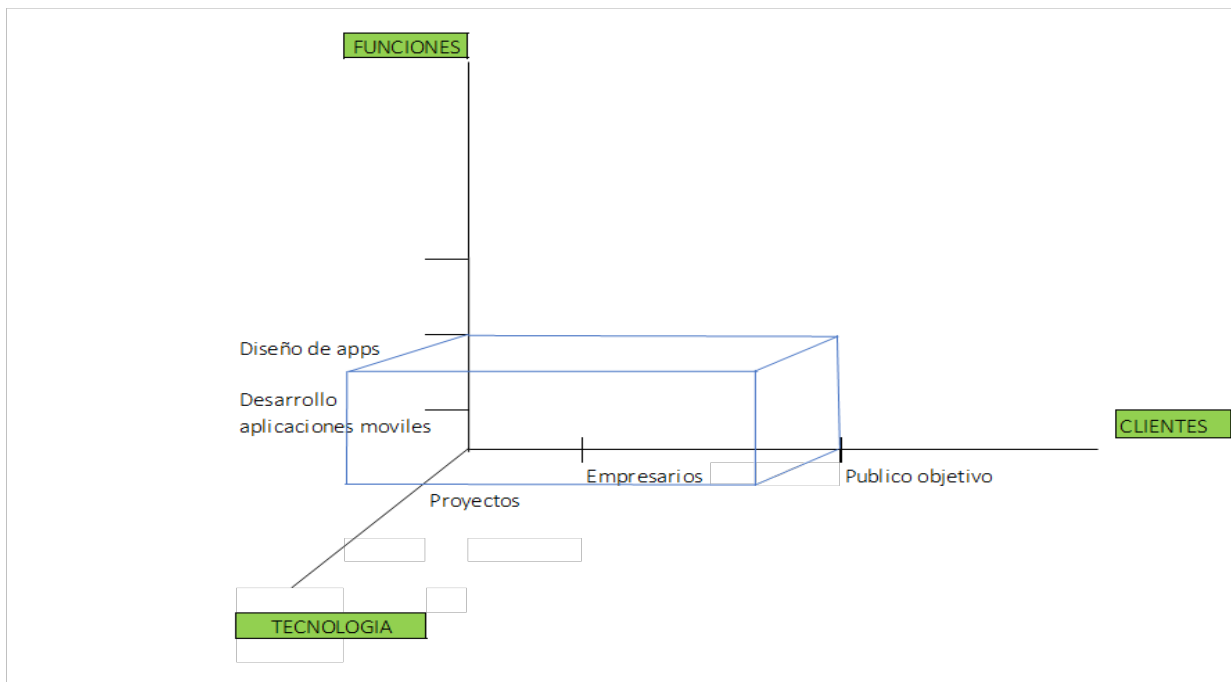 FUNCIONES
Diseño de apps
Desarrollo
aplicaciones moviles
CLIENTES
Empresarios
Publico objetivo
Proyectos
TECNOLOGIA